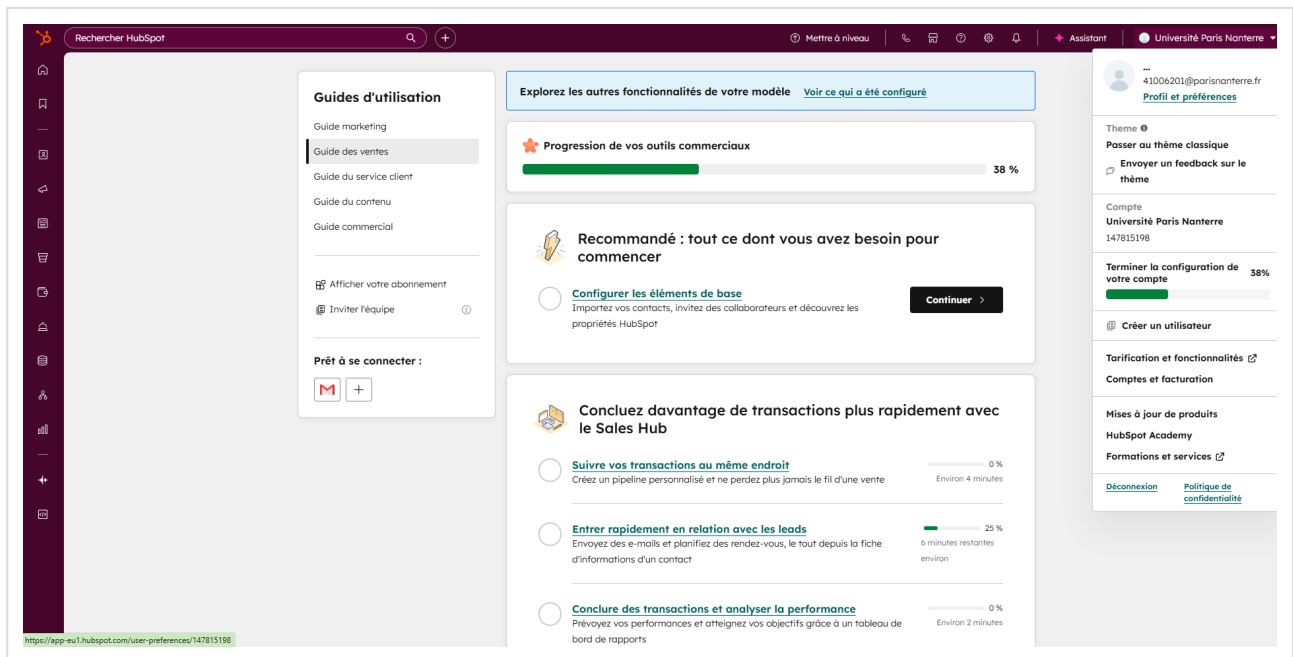 Rechercher HubSpot
Mettre à niveau
Assistant
Université Paris Nanterre
Guides d'utilisation
Guide marketing
Guide des ventes
Guide du service client
Guide du contenu
Guide commercial
Afficher votre abonnement
Inviter l'équipe
Prêt à se connecter :
Explorez les autres fonctionnalités de votre modèle Voir ce qui a été configuré
Progression de vos outils commerciaux
38 %
Recommandé : tout ce dont vous avez besoin pour
commencer
Configurer les éléments de base
Importez vos contacts, invitez des collaborateurs et découvrez les
propriétés HubSpot
Continuer
Concluez davantage de transactions plus rapidement avec
le Sales Hub
Suivre vos transactions au même endroit
Créez un pipeline personnalisé et ne perdez plus jamais le fil d'une vente
0 %
Environ 4 minutes
Entrer rapidement en relation avec les leads
Envoyez des e-mails et planifiez des rendez-vous, le tout depuis la fiche
d'informations d'un contact
25 %
6 minutes restantes
environ
Conclure des transactions et analyser la performance
Prévoyez vos performances et atteignez vos objectifs grâce à un tableau de
bord de rapports
0 %
Environ 2 minutes
...
41006201@parisnanterre.fr
Profil et préférences
Theme
Passer au thème classique
Envoyer un feedback sur le
thème
Compte
Université Paris Nanterre
147815198
Terminer la configuration de
votre compte
38%
Créer un utilisateur
Tarification et fonctionnalités
Comptes et facturation
Mises à jour de produits
HubSpot Academy
Formations et services
Déconnexion
Politique de
confidentialité
https://app-eu1.hubspot.com/user-preferences/147815198